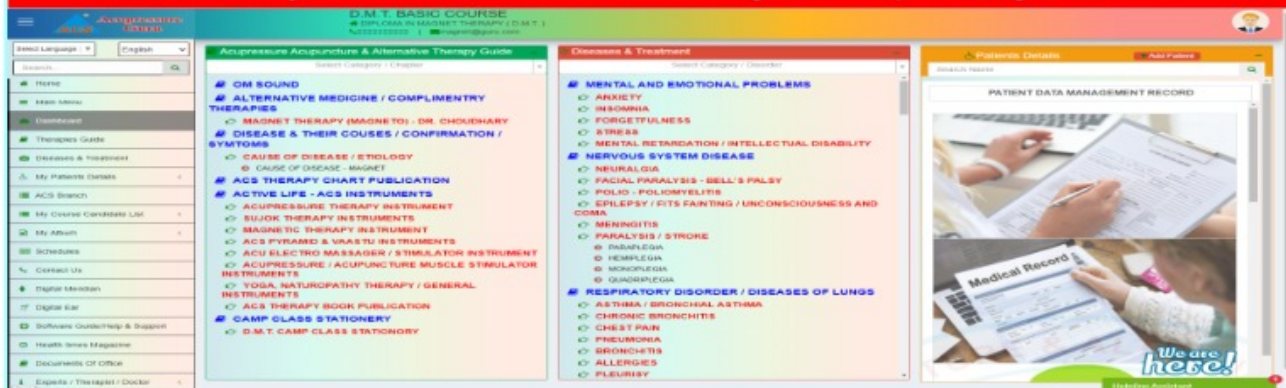 Acupressure
Guru
D.M.T. BASIC COURSE
DIPLOMA IN MAGNET THERAPY ( D.M.T. )
Select Language
English
Search...
Home
Main Menu
Dashboard
Therapies Guide
Diseases & Treatment
My Patients Details
ACS Branch
My Course Candidate List
Schedules
Contact Us
Digital Meridian
Digital Ear
Software Guide/Help & Support
Health times Magazine
Documents Of Office
Experts / Therapist / Doctor
Acupressure Acupuncture & Alternative Therapy Guide
Select Category / Chapter
OM SOUND
ALTERNATIVE MEDICINE / COMPLIMENTRY
THERAPIES
MAGNET THERAPY (MAGNETO) - DR. CHOUDHARY
DISEASE & THEIR COUSES / CONFIRMATION /
SYMTOMS
CAUSE OF DISEASE / ETIOLOGY
CAUSE OF DISEASE - MAGNET
ACS THERAPY CHART PUBLICATION
ACTIVE LIFE - ACS INSTRUMENTS
ACUPRESSURE THERAPY INSTRUMENT
SUJOK THERAPY INSTRUMENTS
MAGNETIC THERAPY INSTRUMENT
ACS PYRAMID & VAASTU INSTRUMENTS
ACU ELECTRO MASSAGER / STIMULATOR INSTRUMENT
ACUPRESSURE / ACUPUNCTURE MUSCLE STIMULATOR
INSTRUMENTS
YOGA, NATUROPATHY THERAPY / GENERAL
INSTRUMENTS
ACS THERAPY BOOK PUBLICATION
CAMP CLASS STATIONERY
D.M.T. CAMP CLASS STATIONORY
Diseases & Treatment
Select Category / Disorder
MENTAL AND EMOTIONAL PROBLEMS
ANXIETY
INSOMNIA
FORGETFULNESS
STRESS
MENTAL RETARDATION / INTELLECTUAL DISABILITY
NERVOUS SYSTEM DISEASE
NEURALGIA
FACIAL PARALYSIS - BELL'S PALSY
POLIO - POLIOMYELITIS
EPILEPSY / FITS FAINTING / UNCONSCIOUSNESS AND
COMA
MENINGITIS
PARALYSIS / STROKE
PARAPLEGIA
HEMIPLEGIA
MONOPLEGIA
QUADRIPLEGIA
RESPIRATORY DISORDER / DISEASES OF LUNGS
ASTHMA / BRONCHIAL ASTHMA
CHRONIC BRONCHITIS
CHEST PAIN
PNEUMONIA
BRONCHITIS
ALLERGIES
PLEURISY
Patients Details
Add Patient
Search Name
PATIENT DATA MANAGEMENT RECORD
Medical Record
We are
here!
Helpline Assistant